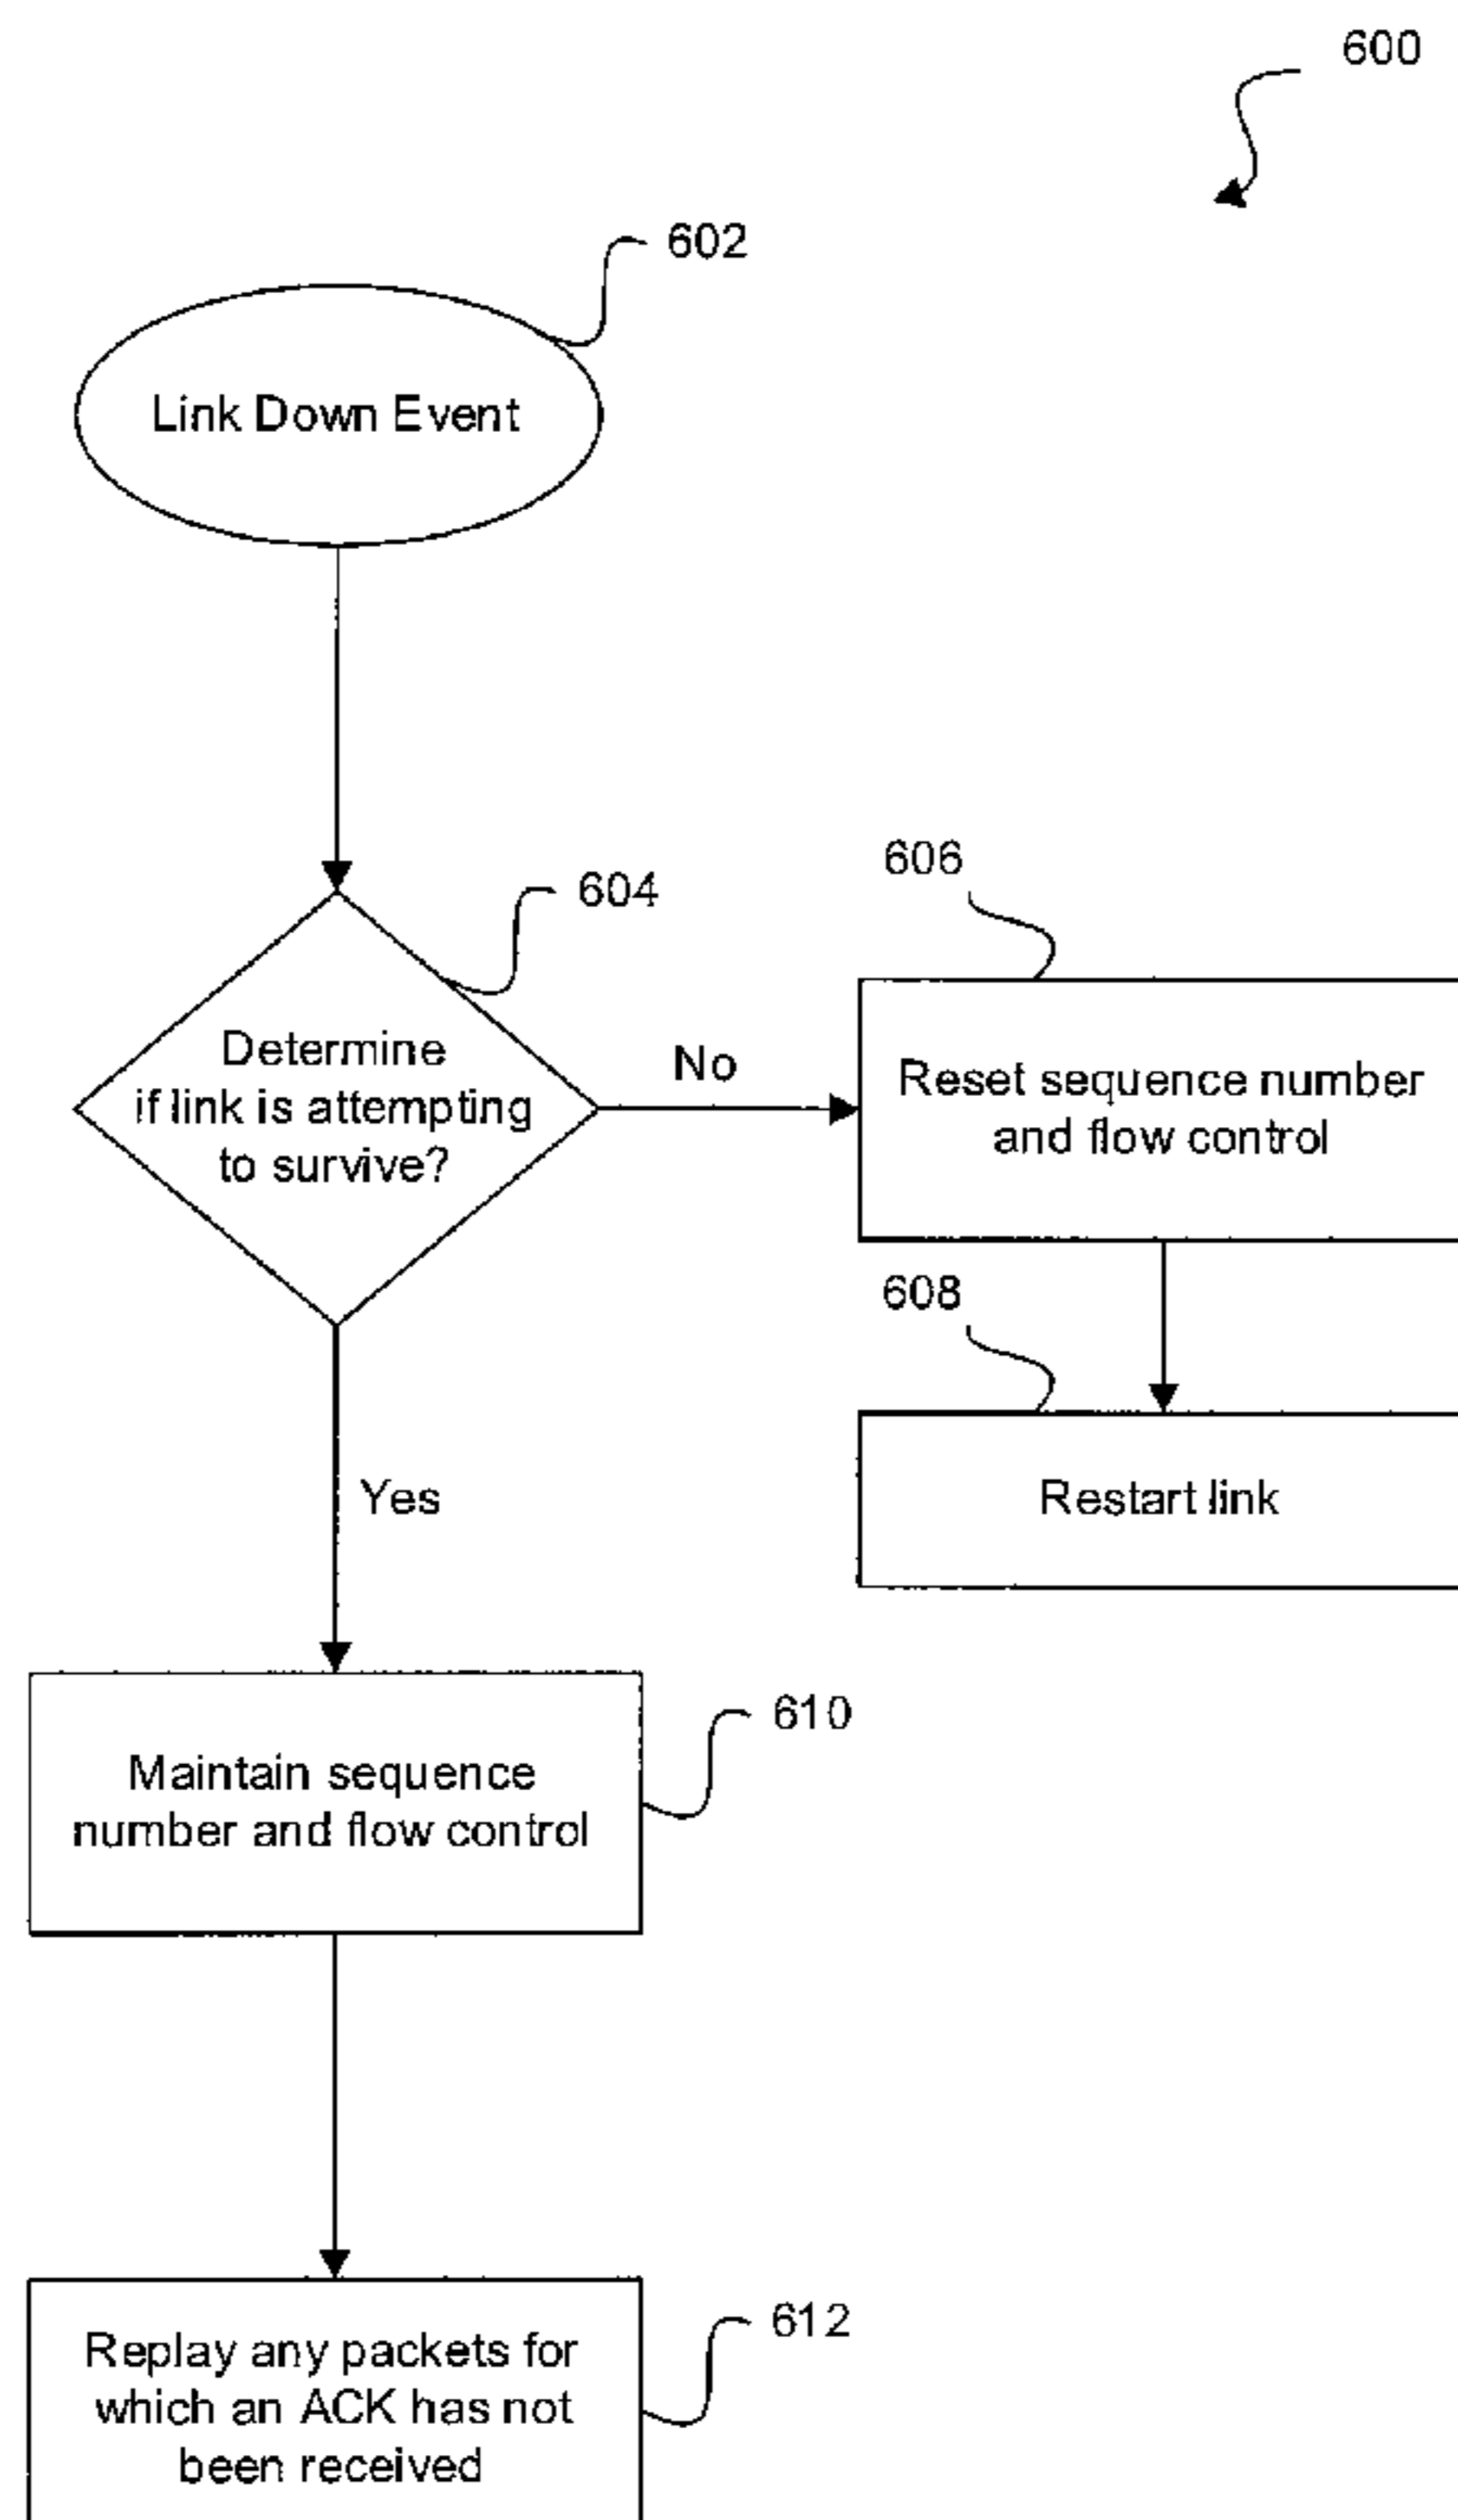 600
602
Link Down Event
604
Determine
if link is attempting
to survive?
No
606
Reset sequence number
and flow control
608
Restart link
Yes
610
Maintain sequence
number and flow control
612
Replay any packets for
which an ACK has not
been received